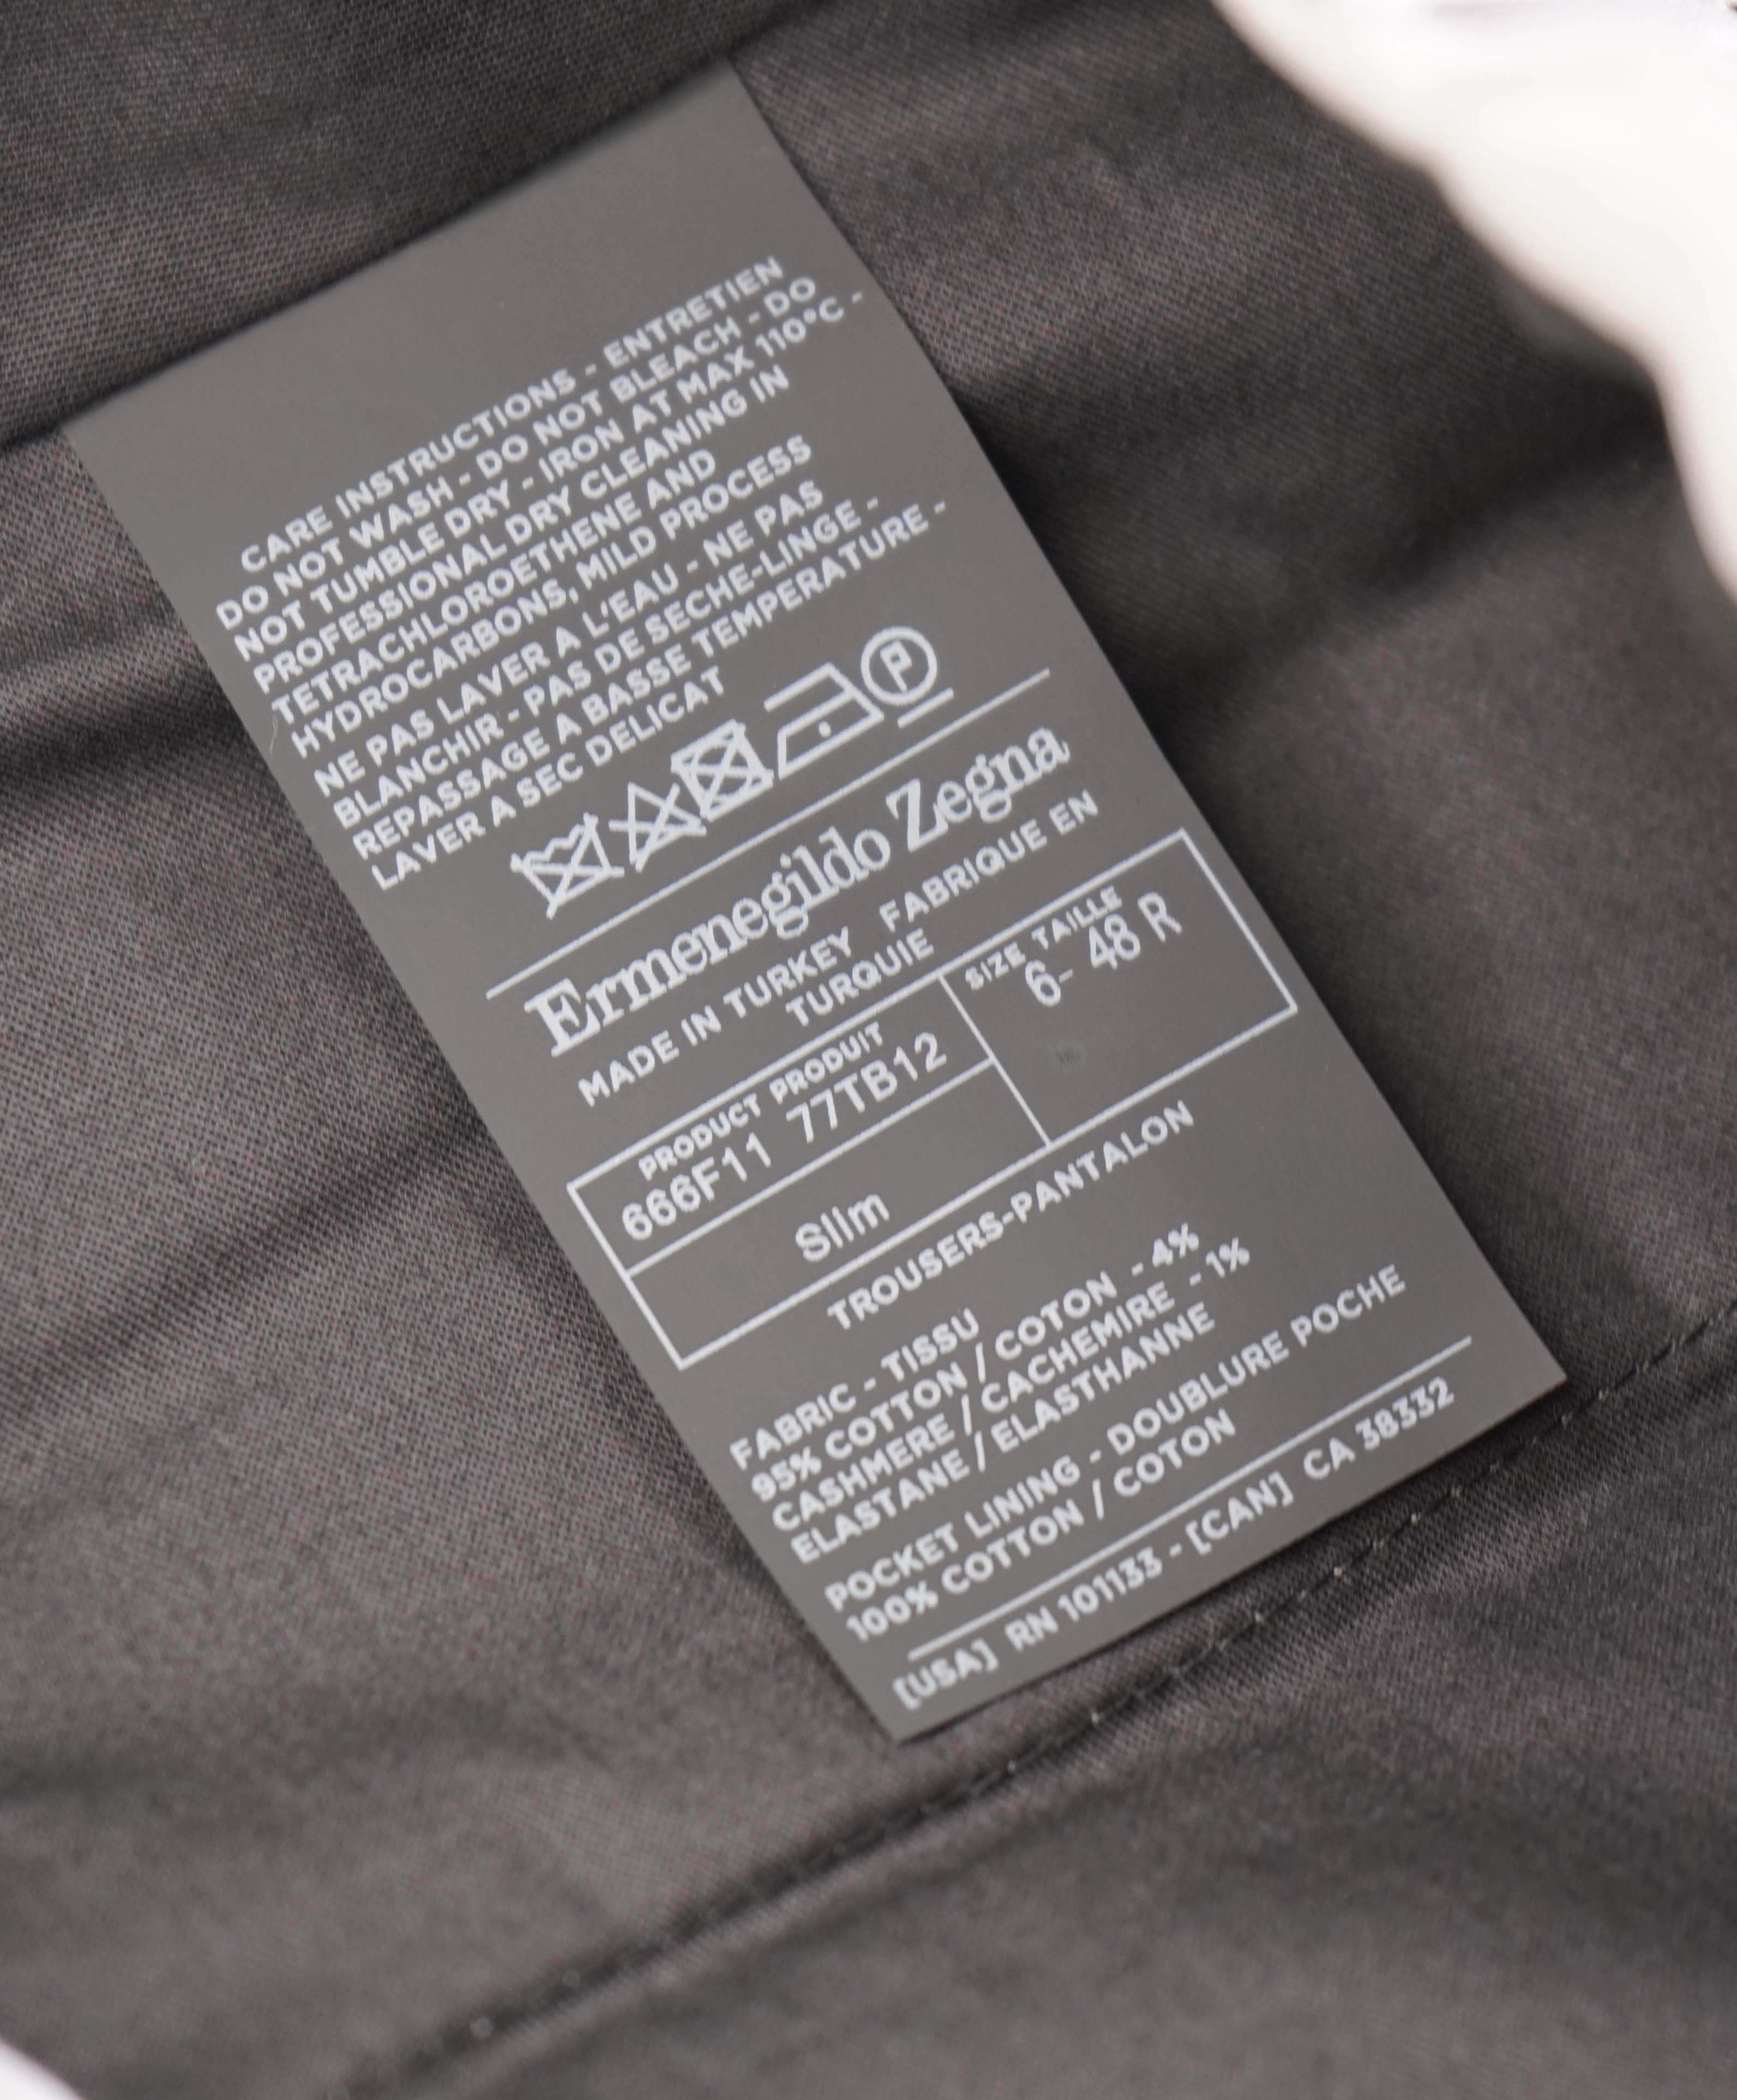 CARE INSTRUCTIONS - ENTRETIEN
DO NOT WASH - DO NOT BLEACH - DO
NOT TUMBLE DRY - IRON AT MAX 110°C -
PROFESSIONAL DRY CLEANING IN
TETRACHLOROETHENE AND
HYDROCARBONS, MILD PROCESS
NE PAS LAVER A L'EAU - NE PAS
BLANCHIR - PAS DE SECHE-LINGE -
REPASSAGE A BASSE TEMPERATURE -
LAVER A SEC DELICAT
P
Ermenegildo Zegna
MADE IN TURKEY FABRIQUE EN
TURQUIE
PRODUCT PRODUIT
666F11 77TB12
SIZE TAILLE
6- 48 R
Slim
TROUSERS-PANTALON
FABRIC - TISSU
95% COTTON / COTON - 4%
CASHMERE / CACHEMIRE - 1%
ELASTANE / ELASTHANNE
POCKET LINING - DOUBLURE POCHE
100% COTTON / COTON
[USA] RN 101133 - [CAN] CA 38332